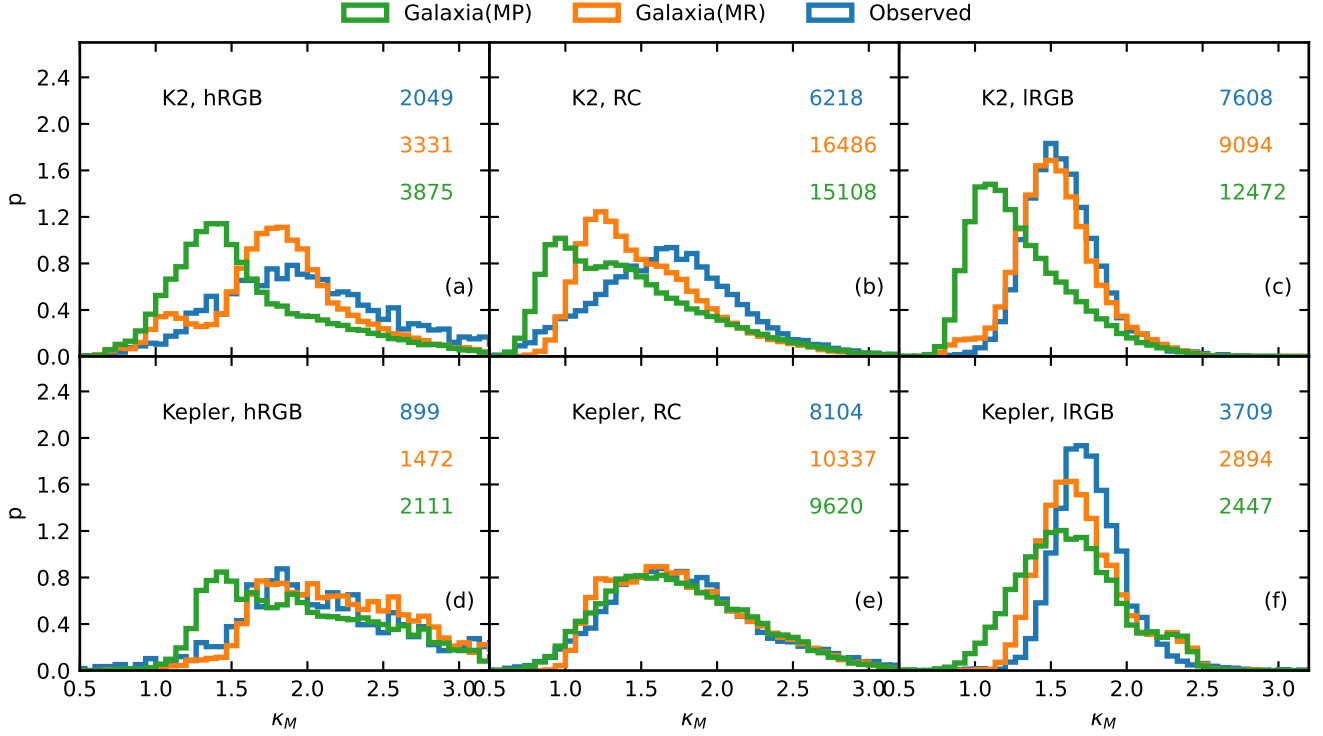 Galaxia(MP) Galaxia(MR) Observed
K2, hRGB 2049
3331
3875
(a)
K2, RC 6218
16486
15108
(b)
K2, lRGB 7608
9094
12472
(c)
2.4
2.0
1.6
1.2
0.8
0.4
0.0
p
Kepler, hRGB 899
1472
2111
(d)
Kepler, RC 8104
10337
9620
(e)
Kepler, lRGB 3709
2894
2447
(f)
2.4
2.0
1.6
1.2
0.8
0.4
0.0
p
0.5 1.0 1.5 2.0 2.5 3.0
0.5 1.0 1.5 2.0 2.5 3.0
0.5 1.0 1.5 2.0 2.5 3.0
κM κM κM